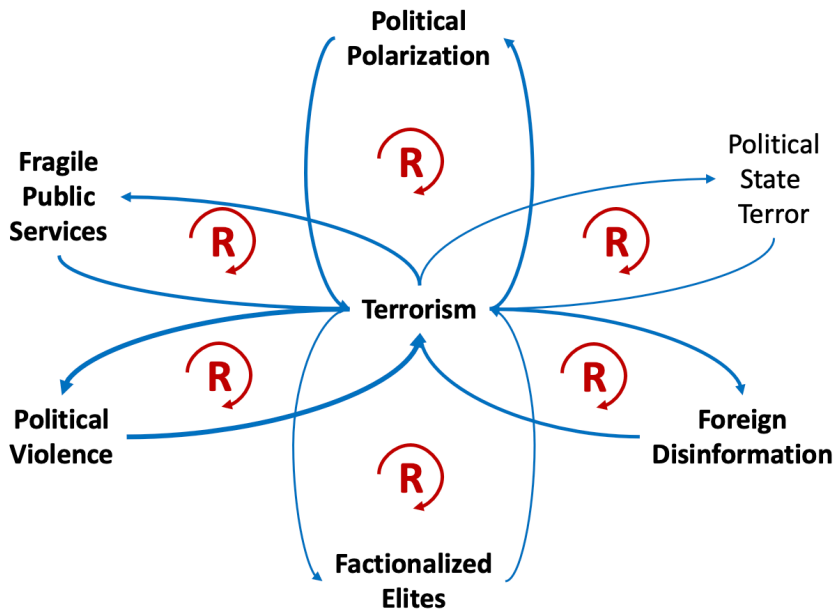 Political
Polarization
Fragile
Public
Services
R
Political
State
Terror
R
R
Terrorism
R
R
Political
Violence
Foreign
Disinformation
R
Factionalized
Elites